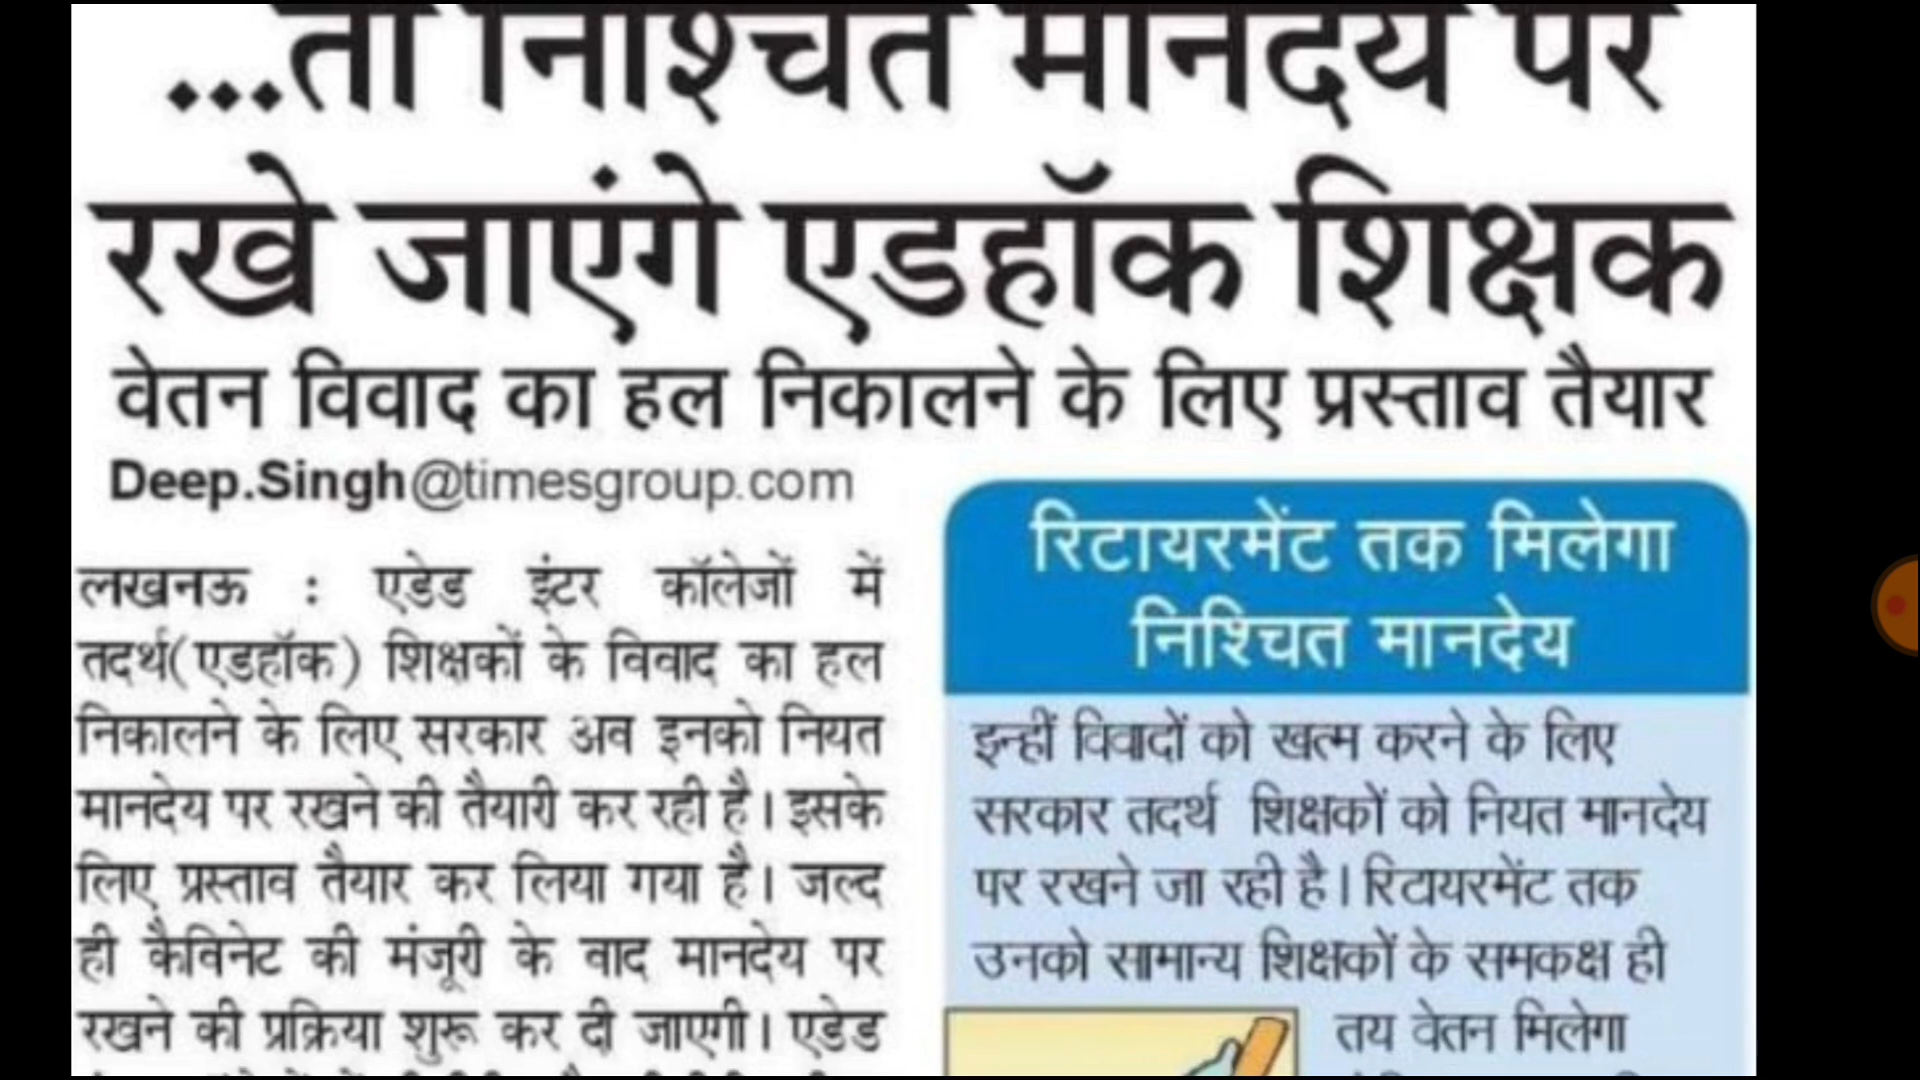 ...तो निश्चित मानदेय पर
रखे जाएंगे एडहॉक शिक्षक
वेतन विवाद का हल निकालने के लिए प्रस्ताव तैयार
Deep.Singh@timesgroup.com
लखनऊ : एडेड इंटर कॉलेजों में
तदर्थ(एडहॉक) शिक्षकों के विवाद का हल
निकालने के लिए सरकार अब इनको नियत
मानदेय पर रखने की तैयारी कर रही है। इसके
लिए प्रस्ताव तैयार कर लिया गया है। जल्द
ही कैबिनेट की मंजूरी के बाद मानदेय पर
रखने की प्रक्रिया शुरू कर दी जाएगी। एडेड
रिटायरमेंट तक मिलेगा
निश्चित मानदेय
इन्हीं विवादों को खत्म करने के लिए
सरकार तदर्थ शिक्षकों को नियत मानदेय
पर रखने जा रही है। रिटायरमेंट तक
उनको सामान्य शिक्षकों के समकक्ष ही
तय वेतन मिलेगा